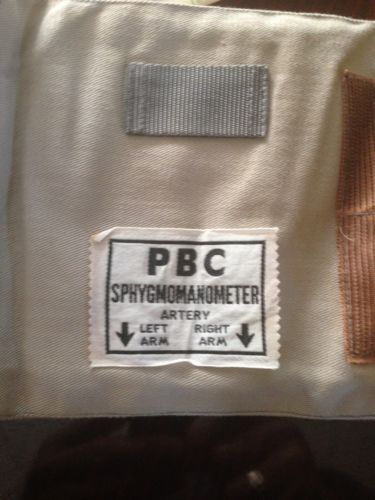 PBC
SPHYGMOMANOMETER
ARTERY
LEFT RIGHT
ARM ARM